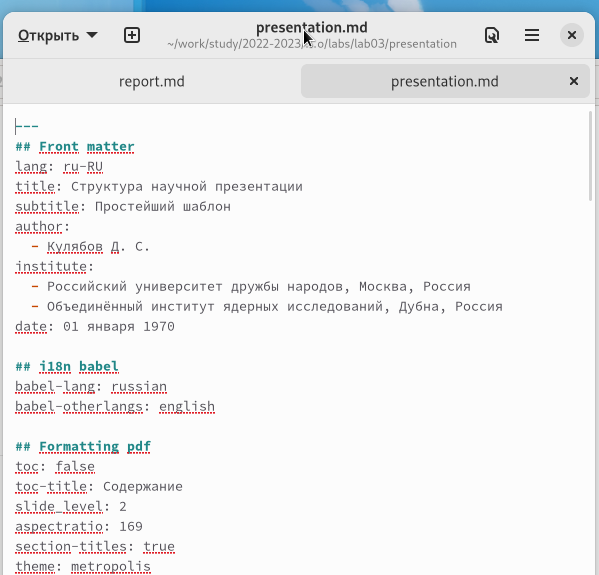 Открыть
presentation.md
~/work/study/2022-2023/ /labs/lab03/presentation
report.md
presentation.md
---
## Front matter
lang: ru-RU
title: Структура научной презентации
subtitle: Простейший шаблон
author:
- Кулябов Д. С.
institute:
- Российский университет дружбы народов, Москва, Россия
- Объединённый институт ядерных исследований, Дубна, Россия
date: 01 января 1970
## i18n babel
babel-lang: russian
babel-otherlangs: english
## Formatting pdf
toc: false
toc-title: Содержание
slide_level: 2
aspectratio: 169
section-titles: true
theme: metropolis